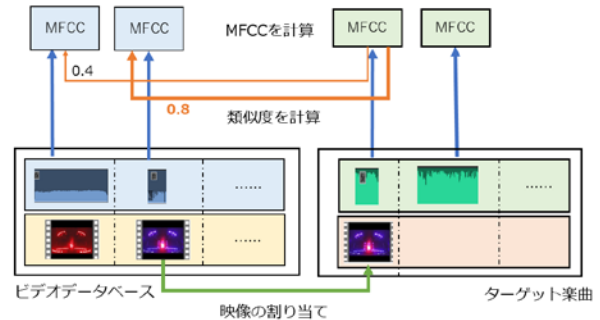 MFCC
MFCC
MFCCを計算
MFCC
MFCC
0.4
0.8
類似度を計算
……
……
……
ビデオデータベース
ターゲット楽曲
映像の割り当て